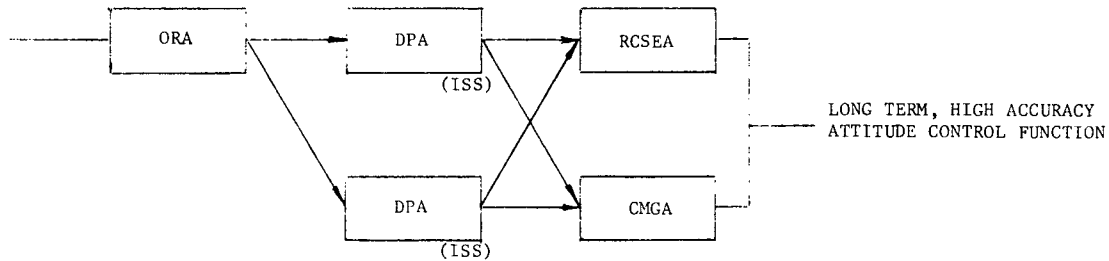 ORA
DPA
(ISS)
RCSEA
LONG TERM, HIGH ACCURACY
ATTITUDE CONTROL FUNCTION
DPA
(ISS)
CMGA